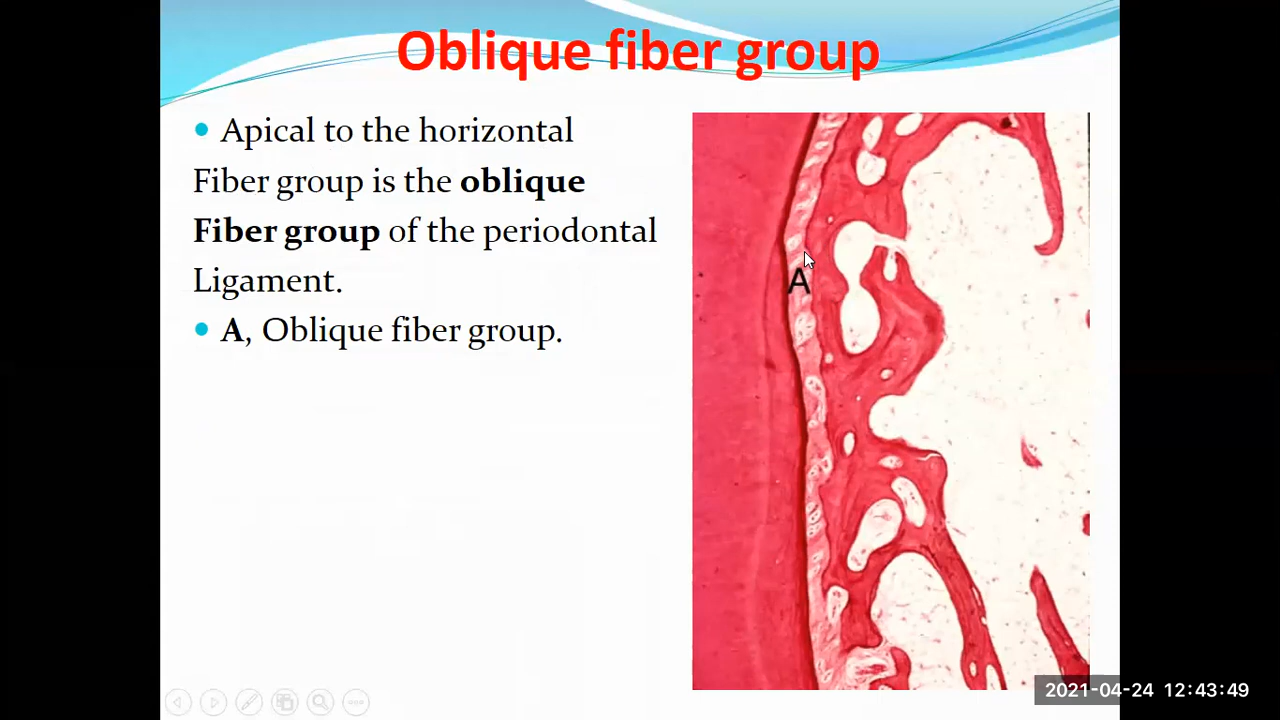 Oblique fiber group
• Apical to the horizontal
Fiber group is the oblique
Fiber group of the periodontal
Ligament.
• A, Oblique fiber group.
A
2021-04-24 12:43:49